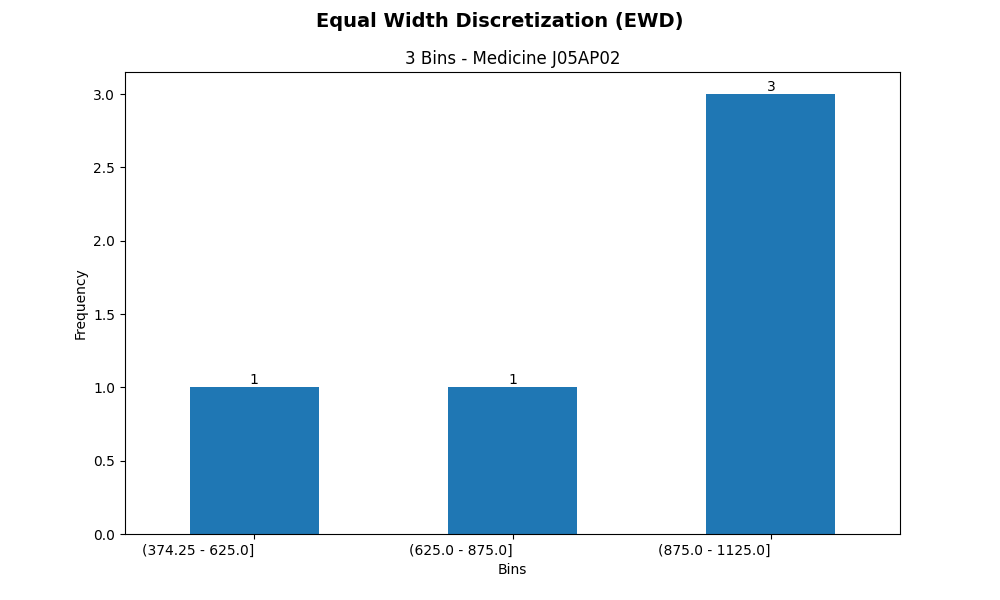 Equal Width Discretization (EWD)
3 Bins - Medicine J05AP02
3.0
2.5
2.0
1.5
1.0
0.5
0.0
Frequency
1
1
3
(374.25 - 625.0]
(625.0 - 875.0]
(875.0 - 1125.0]
Bins